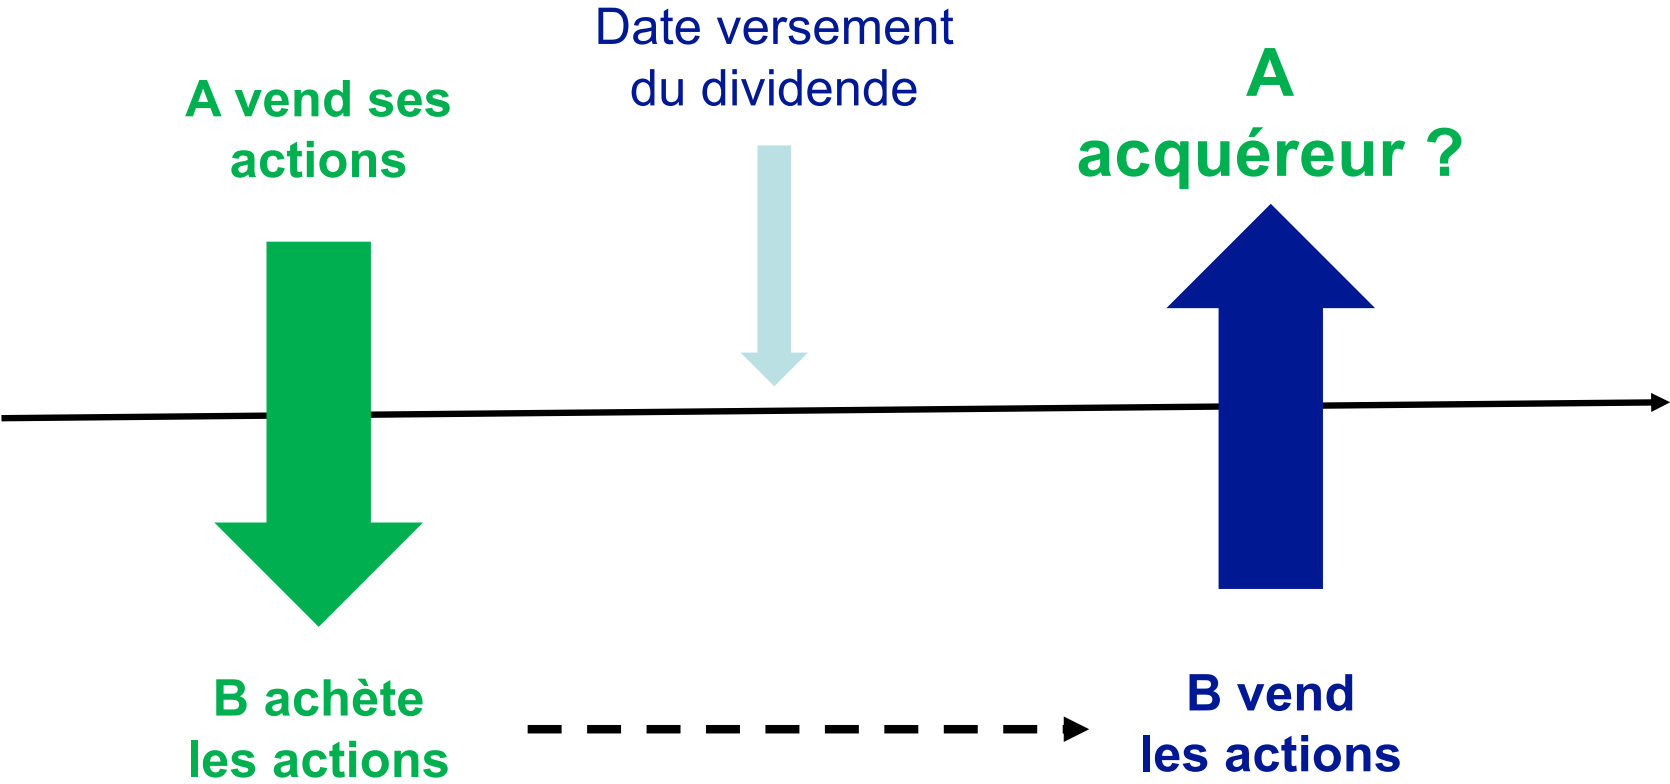 Date versement
du dividende
A vend ses
actions
A
acquéreur ?
B achète
les actions
B vend
les actions